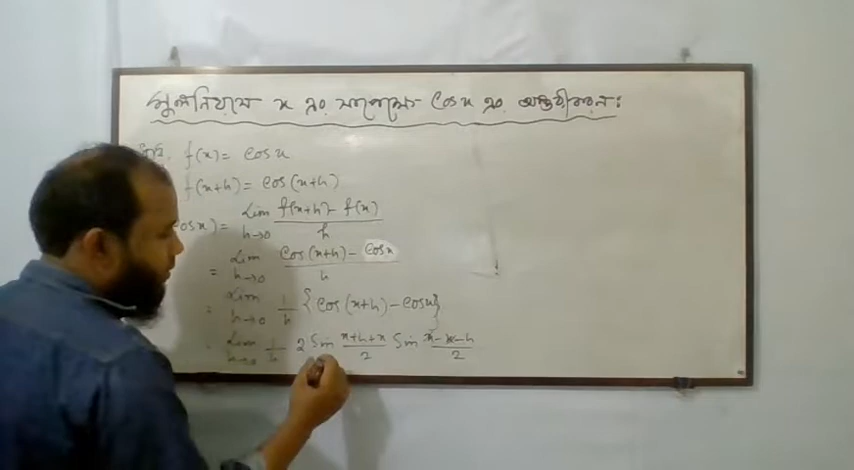 মূলনিয়মে x এর সাপেক্ষে Cos x এর অন্তরীকরণ:
f(x) = Cos x
f(x+h) = Cos(x+h)
cos x) = Lim h→0 f(x+h) - f(x) / h
= Lim h→0 Cos(x+h) - Cos x / h
= Lim h→0 1/h { Cos(x+h) - Cos x }
= Lim h→0 1/h 2 Sin x+h+x / 2 Sin x-x-h / 2